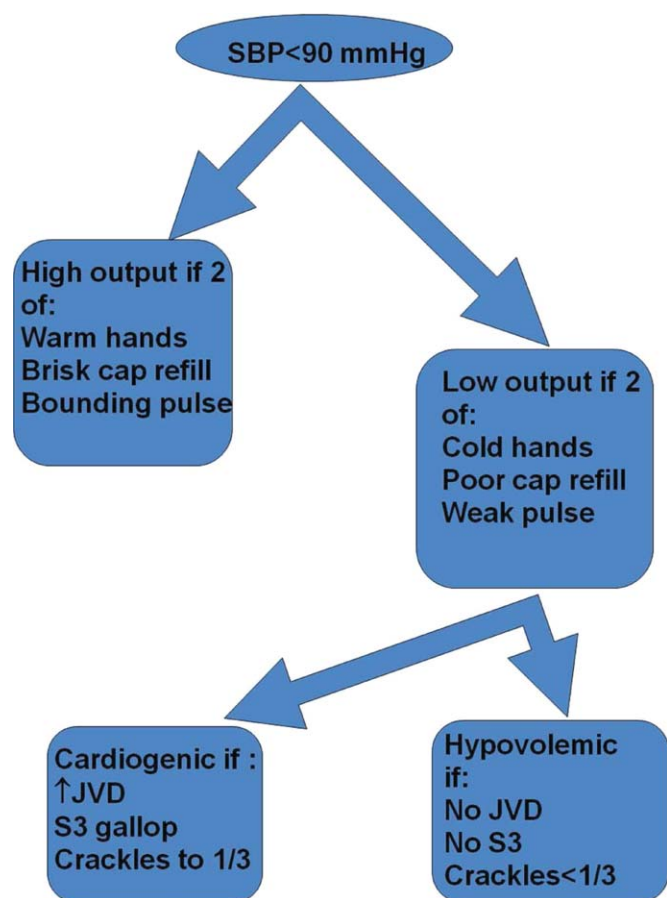 SBP<90 mmHg
High output if 2
of:
Warm hands
Brisk cap refill
Bounding pulse
Low output if 2
of:
Cold hands
Poor cap refill
Weak pulse
Cardiogenic if :
↑JVD
S3 gallop
Crackles to 1/3
Hypovolemic
if:
No JVD
No S3
Crackles<1/3